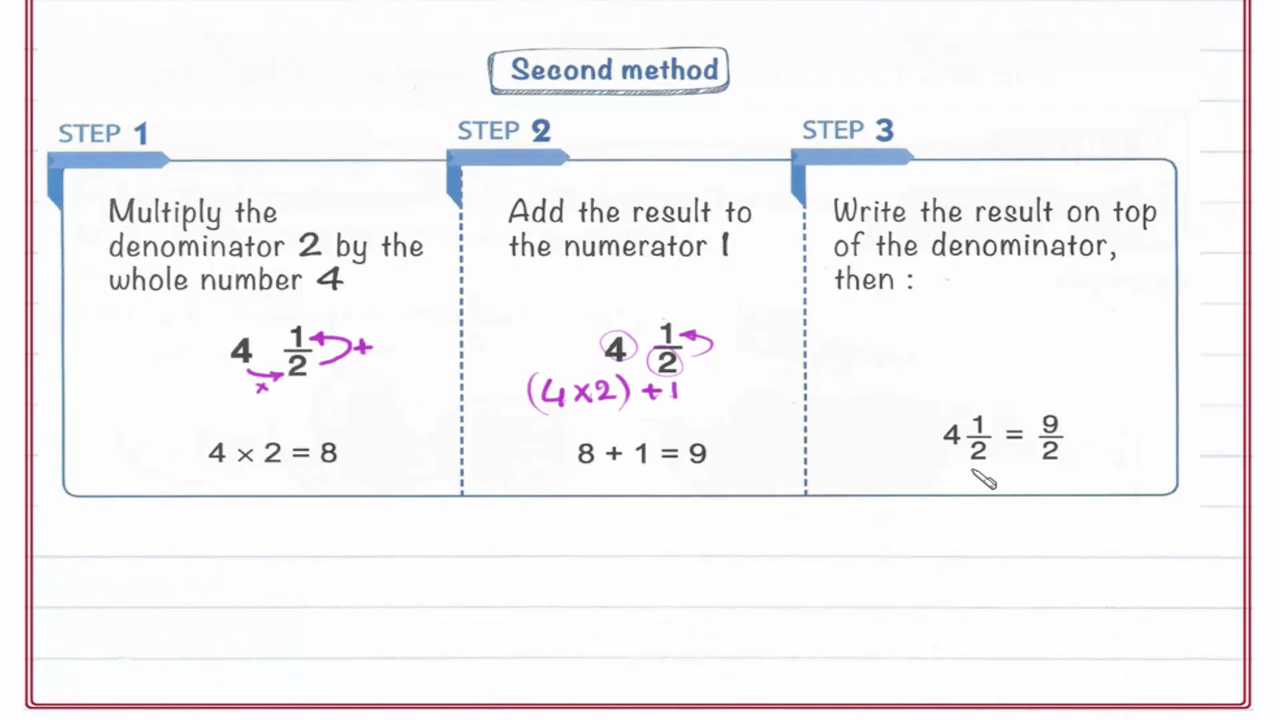 Second method
STEP 1
Multiply the
denominator 2 by the
whole number 4
4 1/2 +
×
4 × 2 = 8
STEP 2
Add the result to
the numerator 1
4 1/2
(4×2) + 1
8 + 1 = 9
STEP 3
Write the result on top
of the denominator,
then :
4 1/2 = 9/2